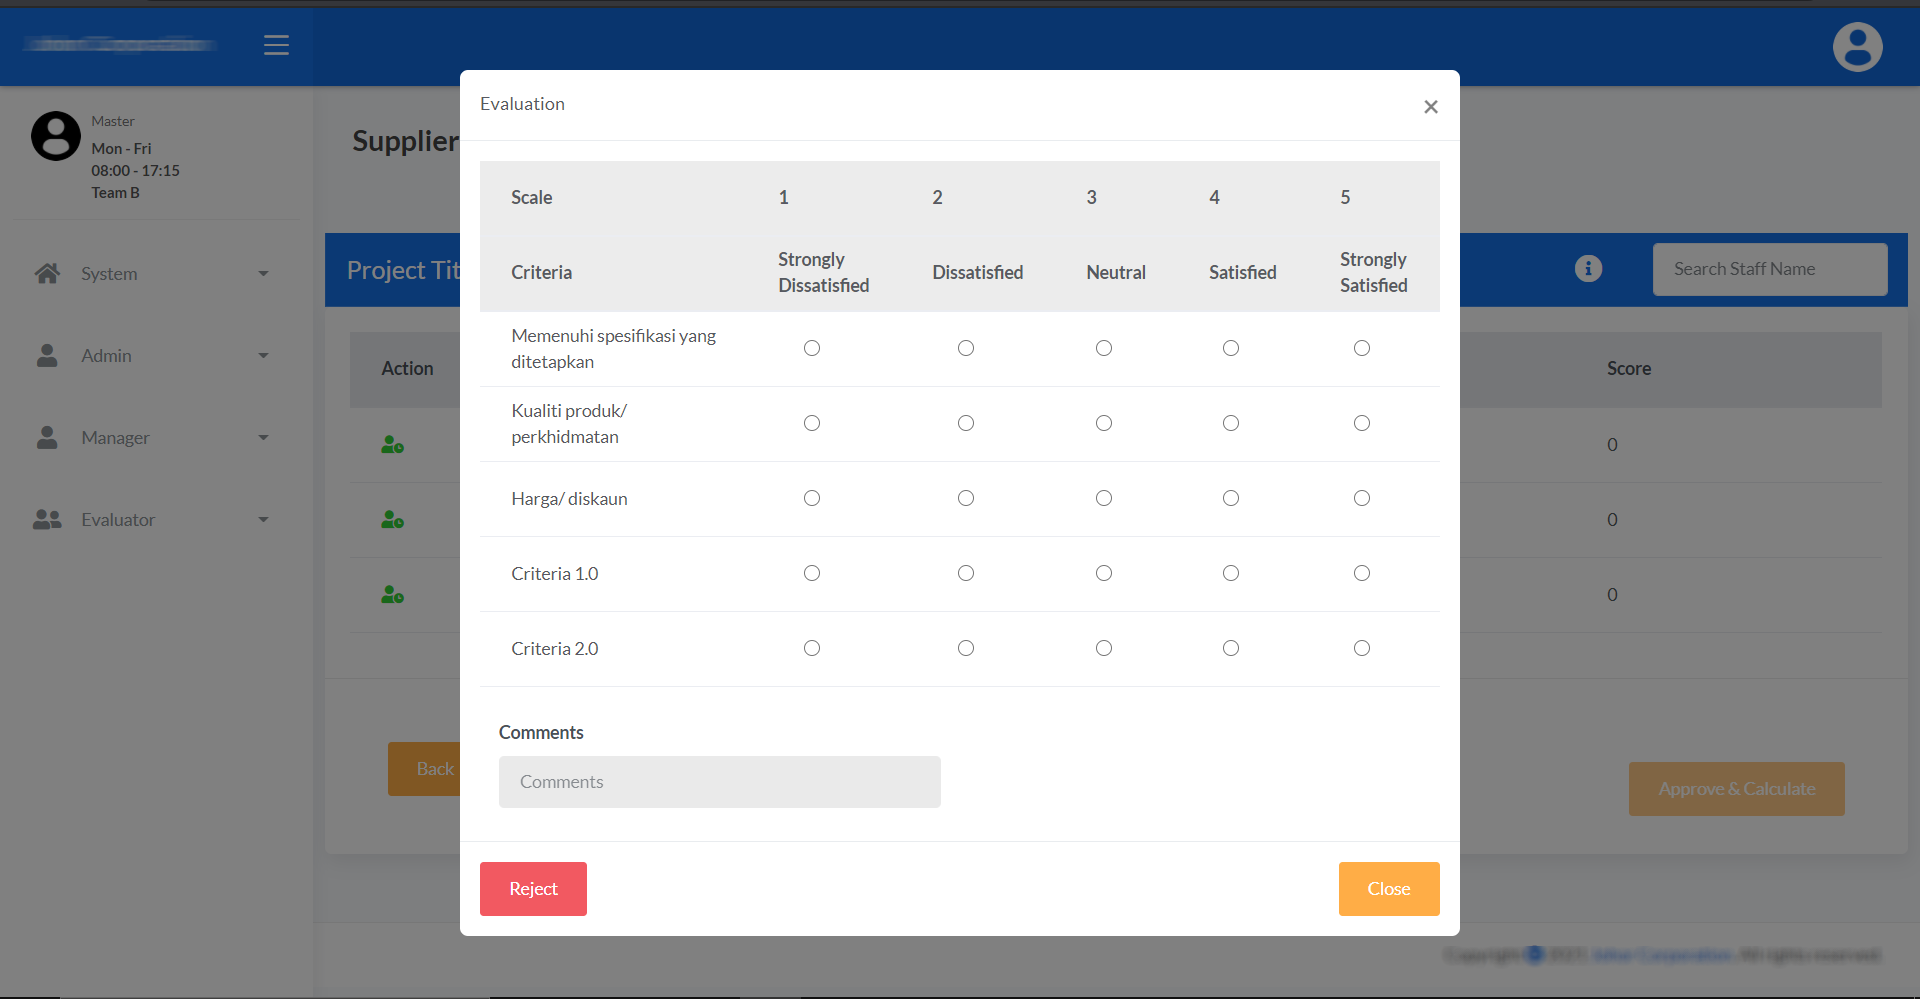 Master
Mon - Fri
08:00 - 17:15
Team B
System
Admin
Manager
Evaluator
Supplier
Project Tit
Search Staff Name
Action
Score
0
0
0
Back
Approve & Calculate
Evaluation
×
Scale 1 2 3 4 5
Criteria Strongly Dissatisfied Dissatisfied Neutral Satisfied Strongly Satisfied
Memenuhi spesifikasi yang
ditetapkan
Kualiti produk/
perkhidmatan
Harga/ diskaun
Criteria 1.0
Criteria 2.0
Comments
Comments
Reject
Close